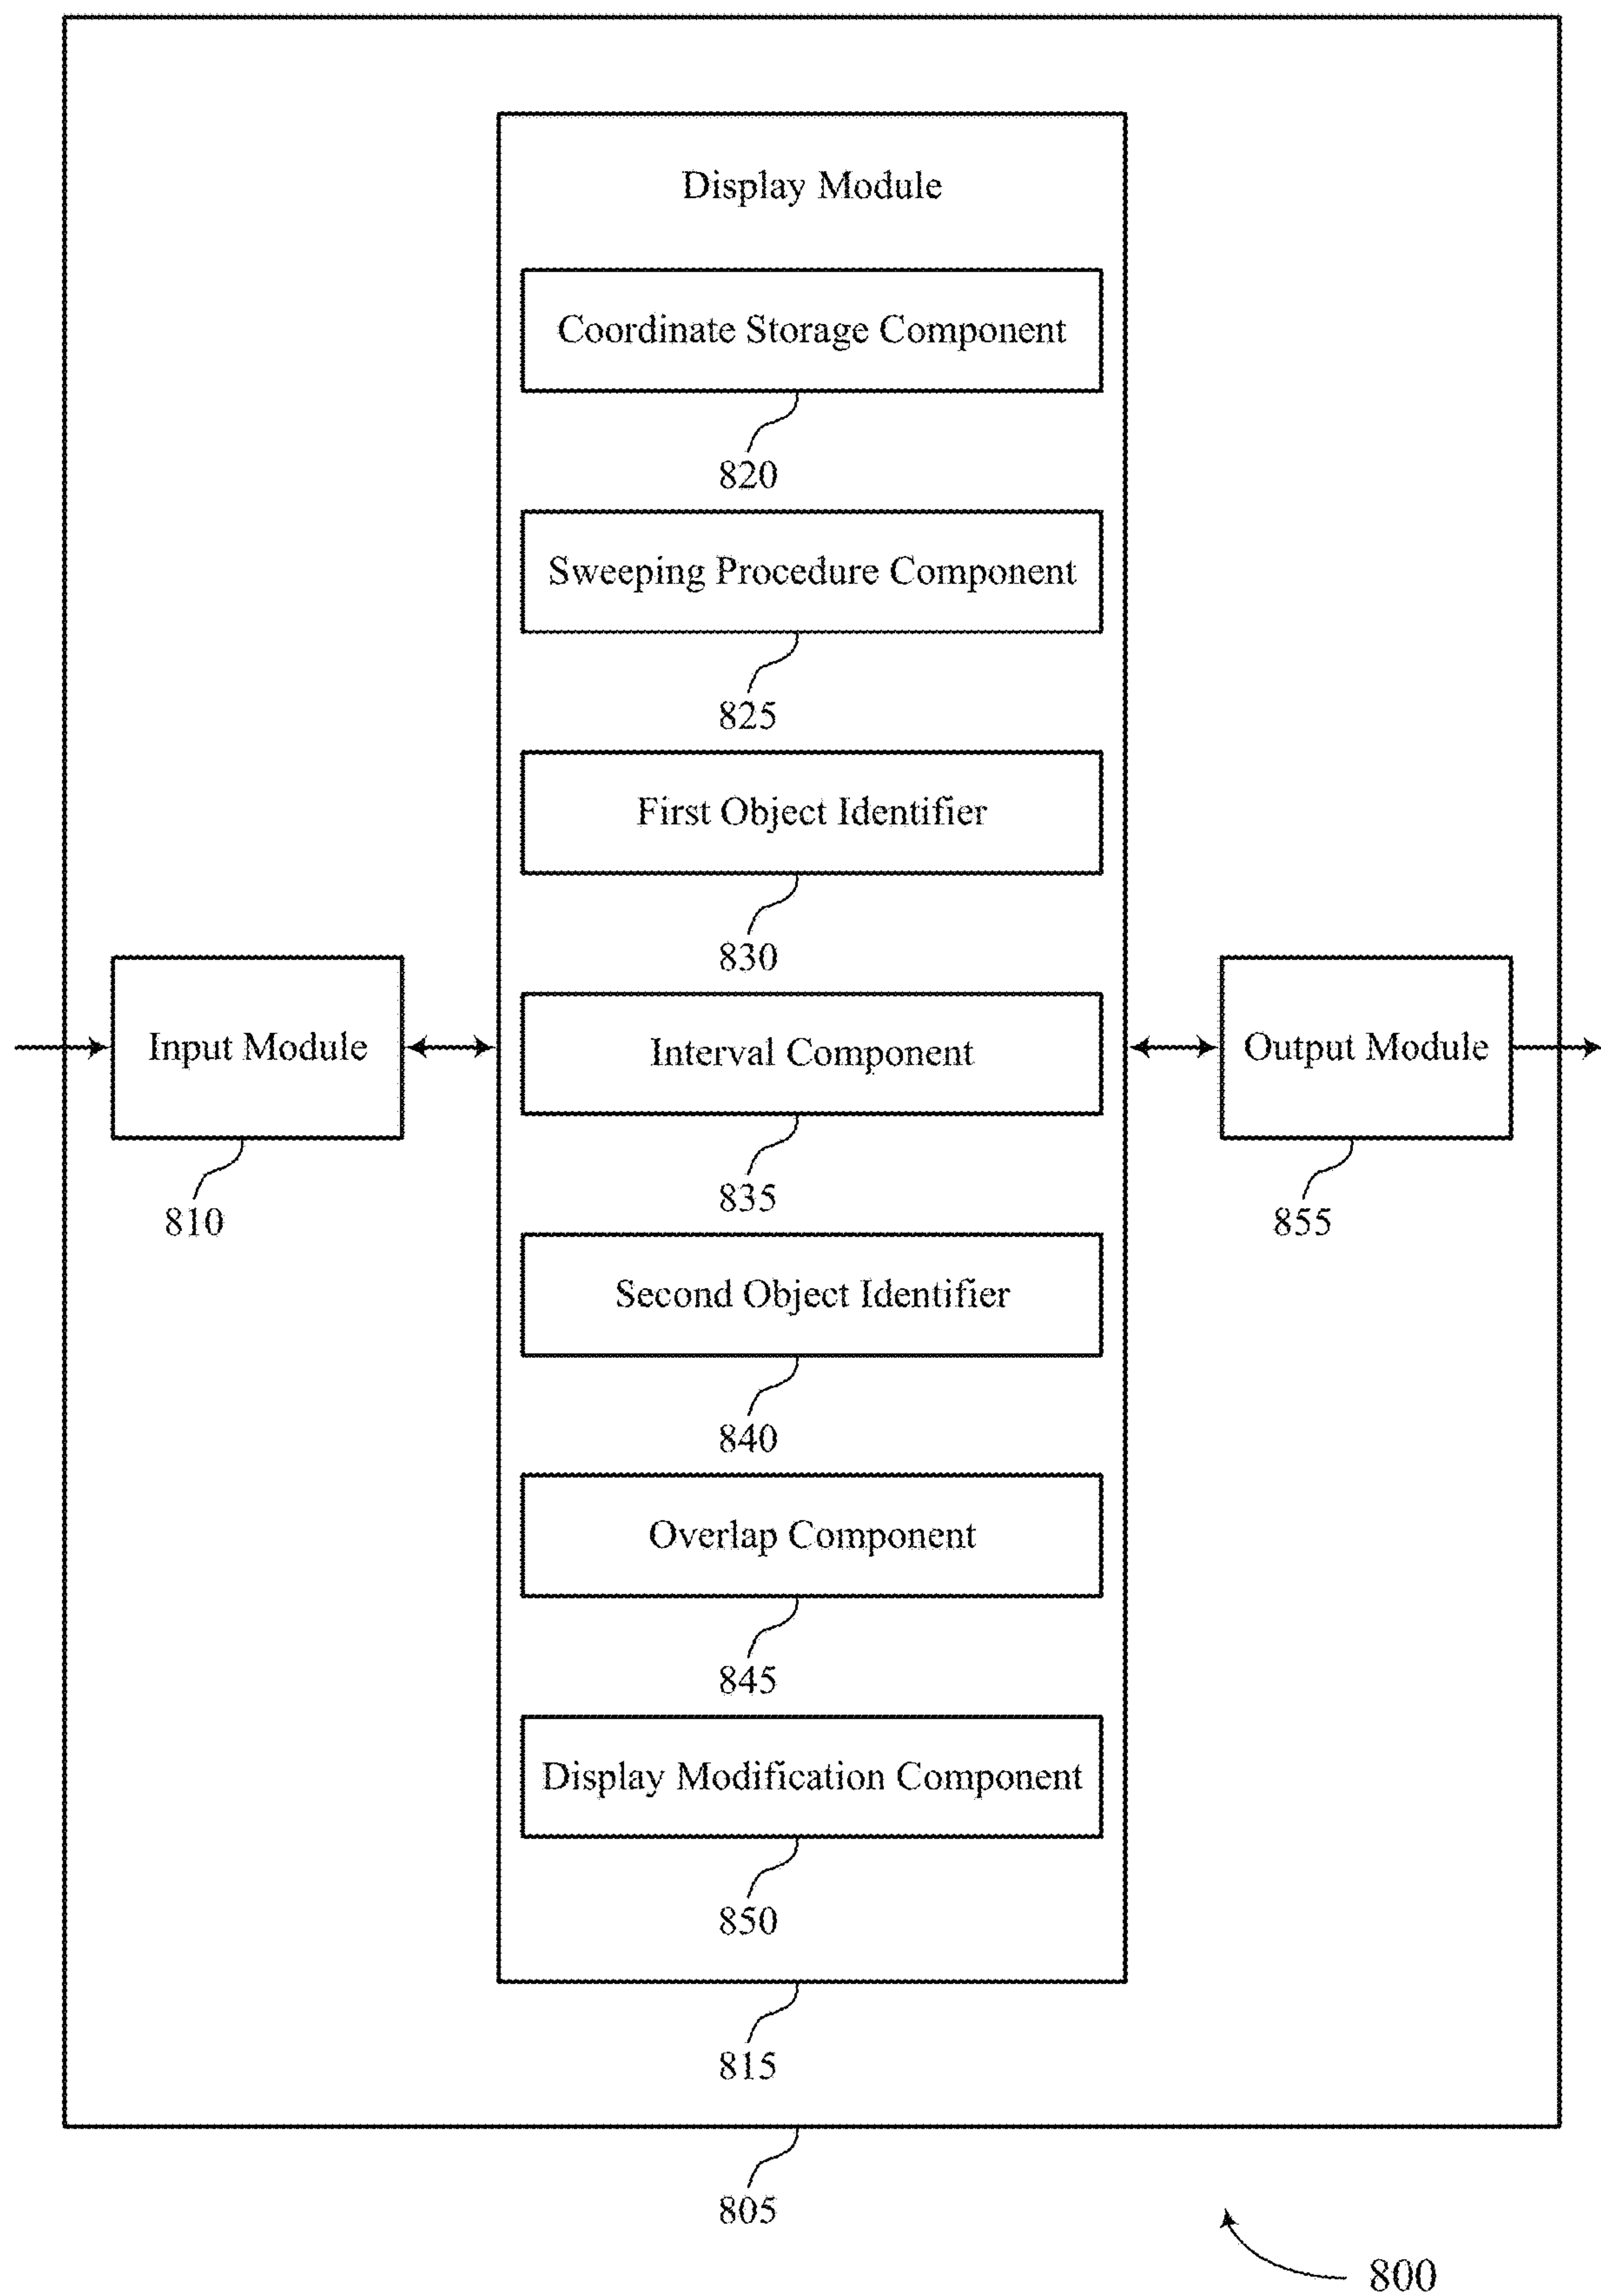 Display Module
Coordinate Storage Component
820
Sweeping Procedure Component
825
First Object Identifier
830
Input Module
810
Interval Component
835
Output Module
855
Second Object Identifier
840
Overlap Component
845
Display Modification Component
850
815
805
800